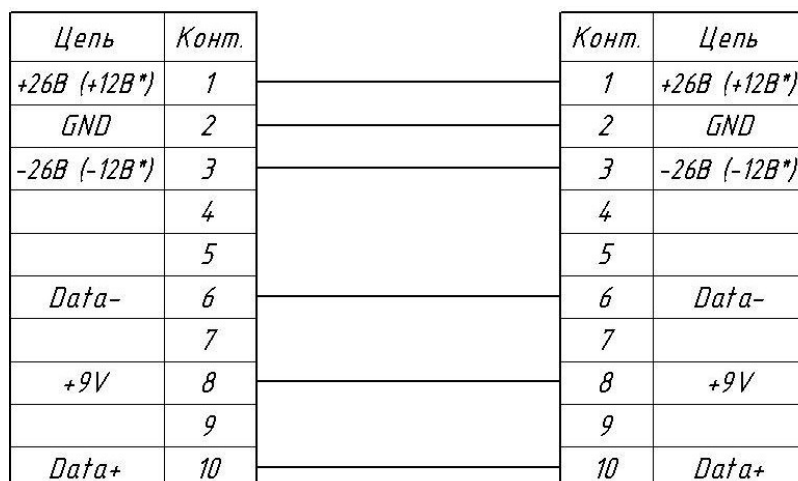 Цепь Конт. Конт. Цепь
+26В (+12В*) 1 1 +26В (+12В*)
GND 2 2 GND
-26В (-12В*) 3 3 -26В (-12В*)
4 4
5 5
Data- 6 6 Data-
7 7
+9V 8 8 +9V
9 9
Data+ 10 10 Data+